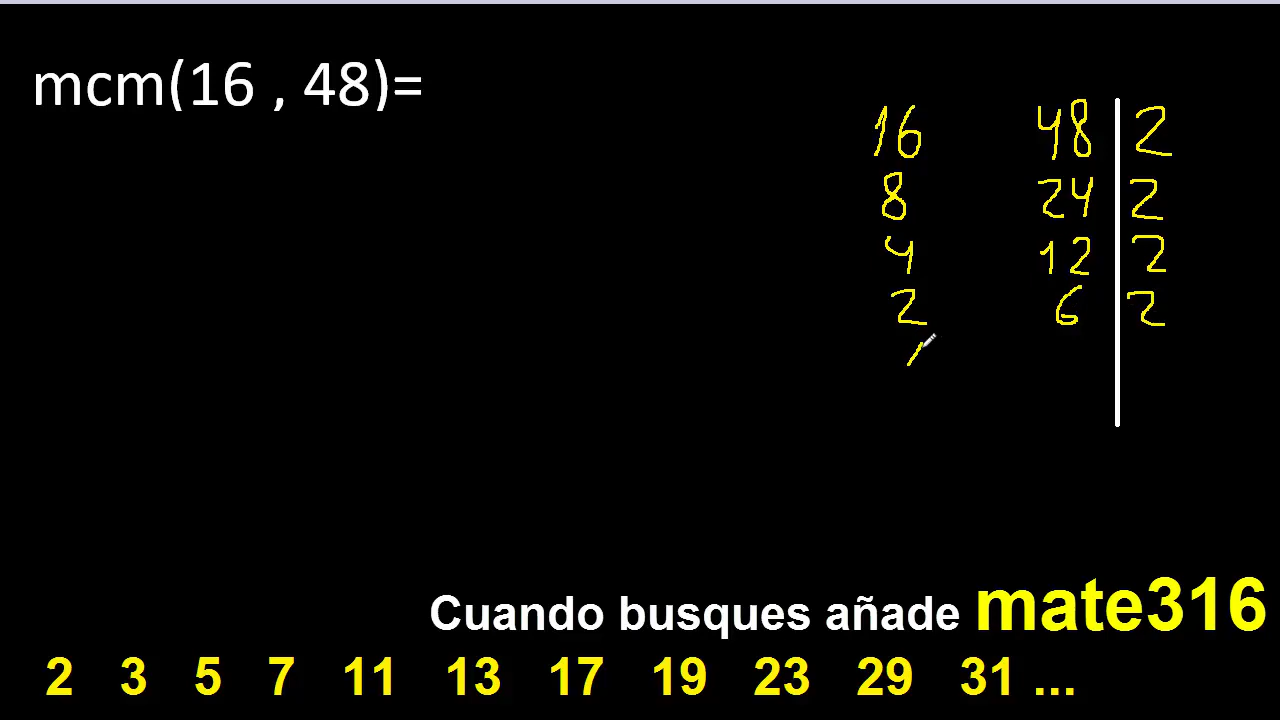 mcm(16 , 48)=
16 48 2
8 24 2
4 12 2
2 6 2
1
Cuando busques añade mate316
2 3 5 7 11 13 17 19 23 29 31 ...